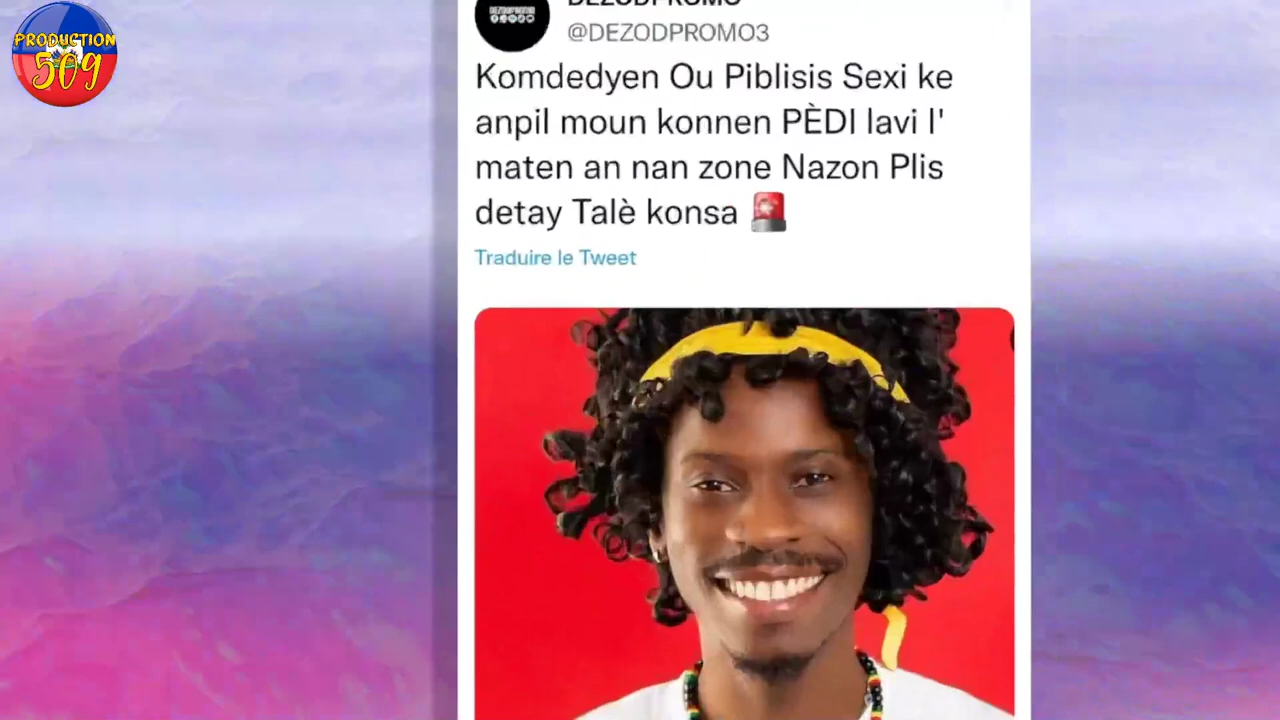 PRODUCTION
509
DEZODPROMO
@DEZODPROMO3
Komdedyen Ou Piblisis Sexi ke
anpil moun konnen PÈDI lavi l'
maten an nan zone Nazon Plis
detay Talè konsa
Traduire le Tweet